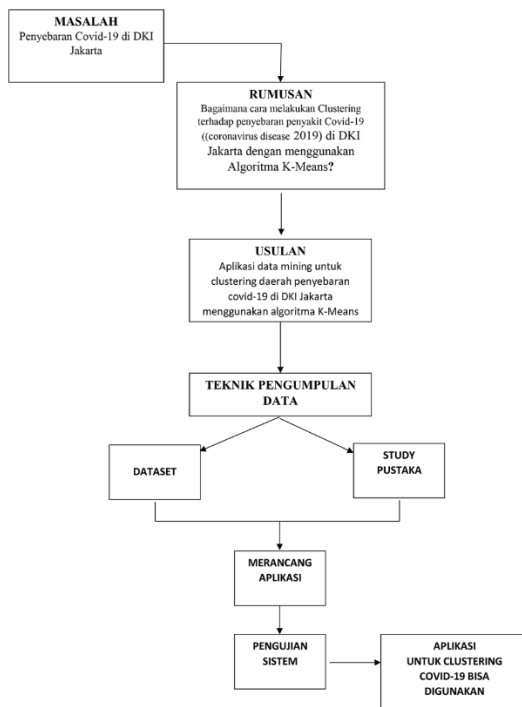 MASALAH
Penyebaran Covid-19 di DKI
Jakarta
RUMUSAN
Bagaimana cara melakukan Clustering
terhadap penyebaran penyakit Covid-19
((coronavirus disease 2019) di DKI
Jakarta dengan menggunakan
Algoritma K-Means?
USULAN
Aplikasi data mining untuk
clustering daerah penyebaran
covid-19 di DKI Jakarta
menggunakan algoritma K-Means
TEKNIK PENGUMPULAN
DATA
DATASET
STUDY
PUSTAKA
MERANCANG
APLIKASI
PENGUJIAN
SISTEM
APLIKASI
UNTUK CLUSTERING
COVID-19 BISA
DIGUNAKAN